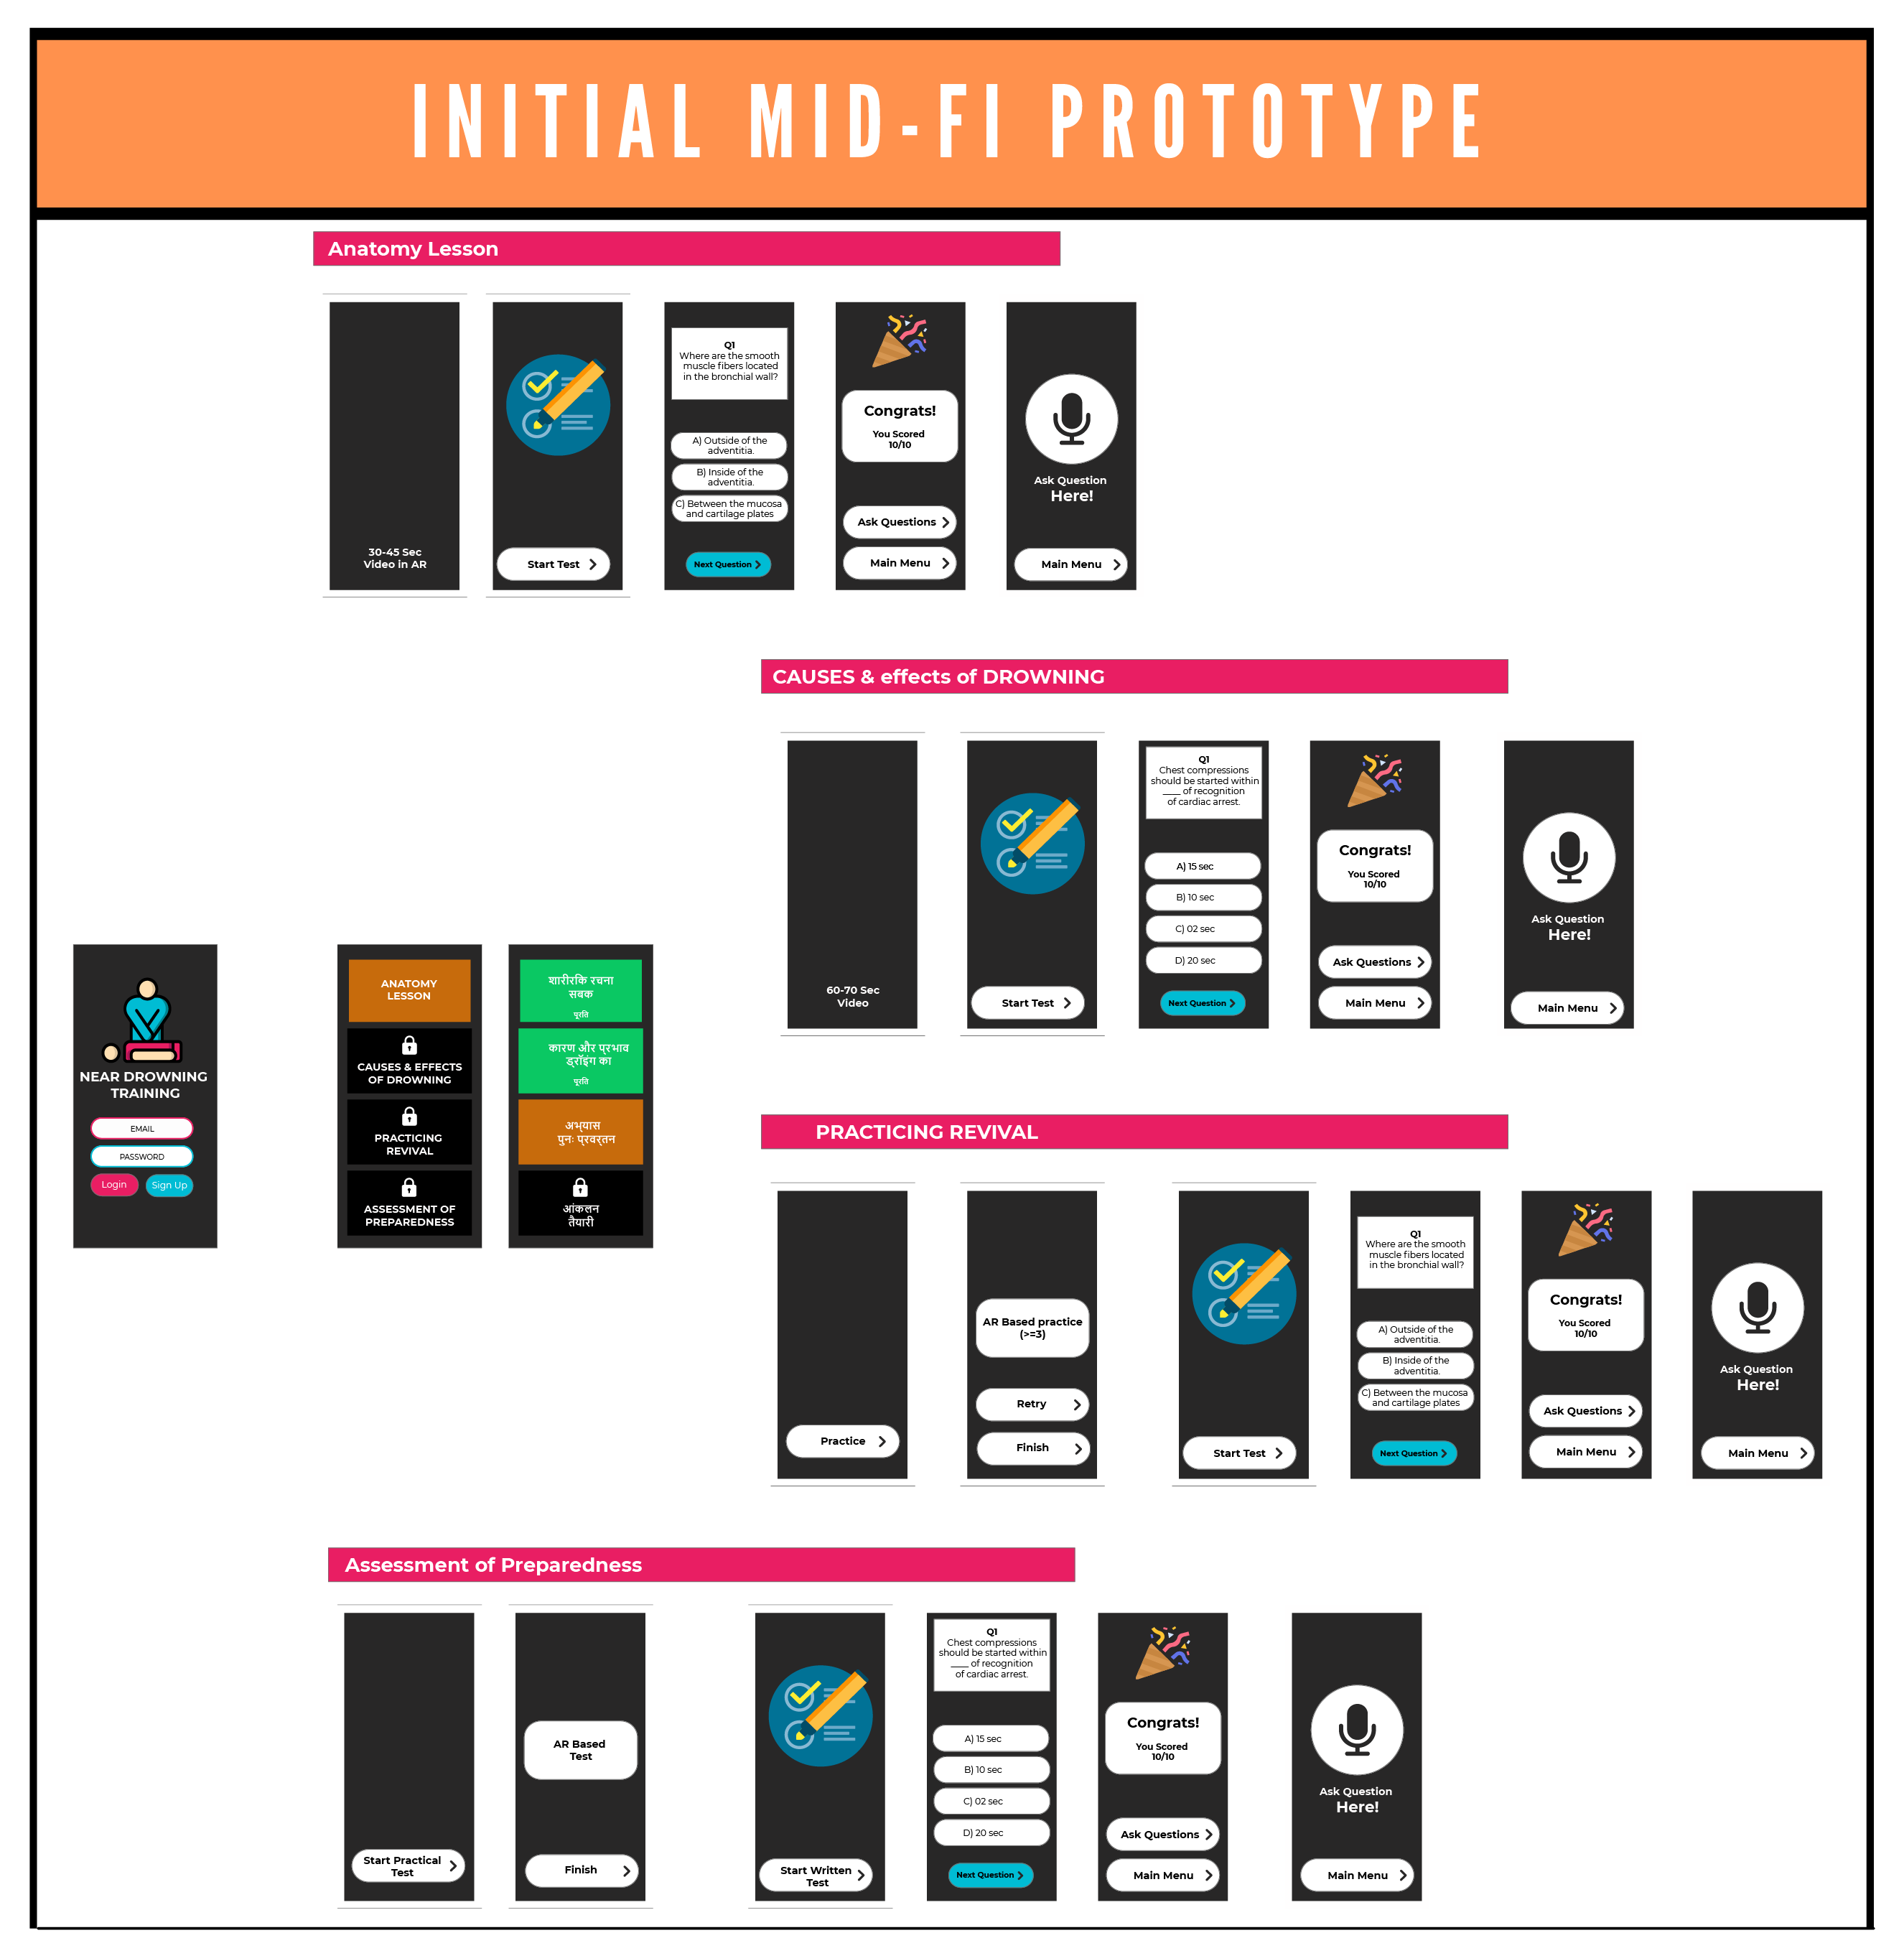 INITIAL MID-FI PROTOTYPE
Anatomy Lesson
30-45 Sec
Video in AR
Start Test
Q1
Where are the smooth
muscle fibers located
in the bronchial wall?
A) Outside of the
adventitia.
B) Inside of the
adventitia.
C) Between the mucosa
and cartilage plates
Next Question
Congrats!
You Scored
10/10
Ask Questions
Main Menu
Ask Question
Here!
Main Menu
CAUSES & effects of DROWNING
60-70 Sec
Video
Start Test
Q1
Chest compressions
should be started within
____ of recognition
of cardiac arrest.
A) 15 sec
B) 10 sec
C) 02 sec
D) 20 sec
Next Question
Congrats!
You Scored
10/10
Ask Questions
Main Menu
Ask Question
Here!
Main Menu
NEAR DROWNING
TRAINING
EMAIL
PASSWORD
Login
Sign Up
ANATOMY
LESSON
CAUSES & EFFECTS
OF DROWNING
PRACTICING
REVIVAL
ASSESSMENT OF
PREPAREDNESS
शारीरकि रचना
सबक
पूरति
कारण और प्रभाव
ड्रॉइंग का
पूरति
अभ्यास
पुनः प्रवर्तन
आंकलन
तैयारी
PRACTICING REVIVAL
Practice
AR Based practice
(>=3)
Retry
Finish
Start Test
Q1
Where are the smooth
muscle fibers located
in the bronchial wall?
A) Outside of the
adventitia.
B) Inside of the
adventitia.
C) Between the mucosa
and cartilage plates
Next Question
Congrats!
You Scored
10/10
Ask Questions
Main Menu
Ask Question
Here!
Main Menu
Assessment of Preparedness
Start Practical
Test
AR Based
Test
Finish
Start Written
Test
Q1
Chest compressions
should be started within
____ of recognition
of cardiac arrest.
A) 15 sec
B) 10 sec
C) 02 sec
D) 20 sec
Next Question
Congrats!
You Scored
10/10
Ask Questions
Main Menu
Ask Question
Here!
Main Menu